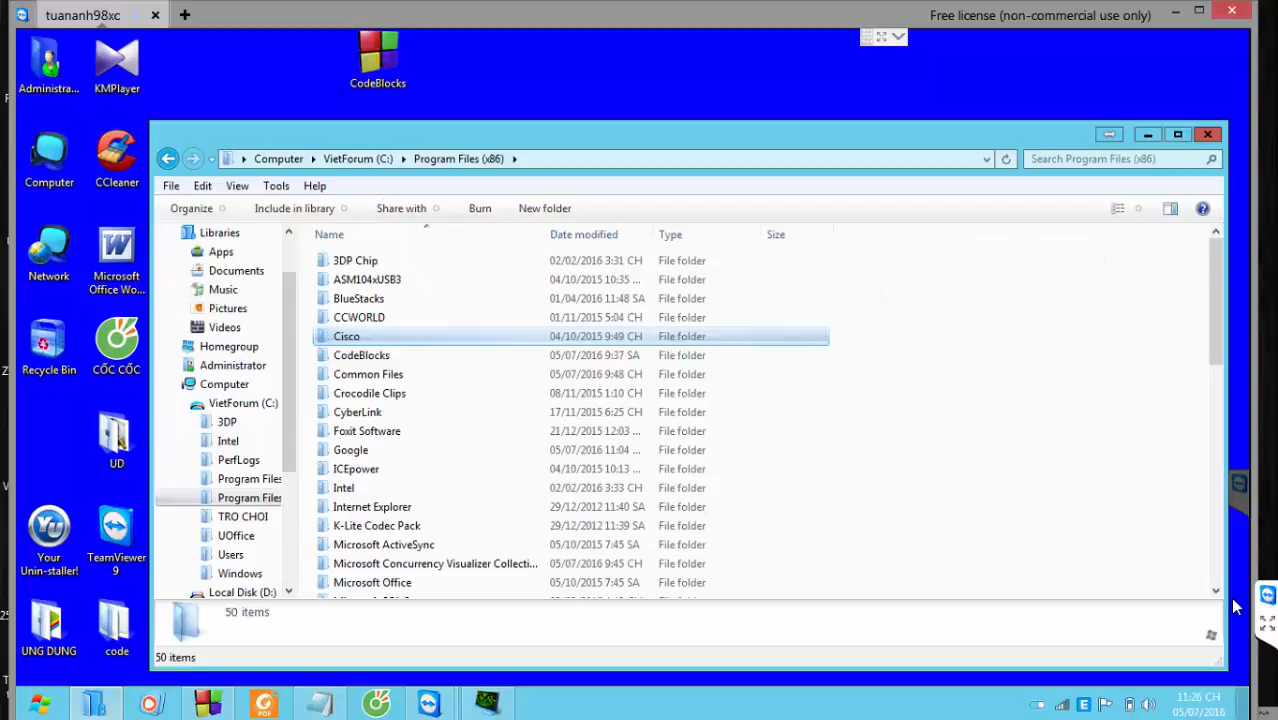 tuananh98xc
Free license (non-commercial use only)
CodeBlocks
Administra...
KMPlayer
Computer
CCleaner
Network
Microsoft
Office Wo...
Recycle Bin
CỐC CỐC
UD
Your
Unin-staller!
TeamViewer
9
UNG DUNG
code
Computer
VietForum (C:)
Program Files (x86)
Search Program Files (x86)
File Edit View Tools Help
Organize Include in library Share with Burn New folder
Libraries
Apps
Documents
Music
Pictures
Videos
Homegroup
Administrator
Computer
VietForum (C:)
3DP
Intel
PerfLogs
Program Files
Program Files
TRO CHOI
UOffice
Users
Windows
Local Disk (D:)
Name Date modified Type Size
3DP Chip 02/02/2016 3:31 CH File folder
ASM104xUSB3 04/10/2015 10:35 ... File folder
BlueStacks 01/04/2016 11:48 SA File folder
CCWORLD 01/11/2015 5:04 CH File folder
Cisco 04/10/2015 9:49 CH File folder
CodeBlocks 05/07/2016 9:37 SA File folder
Common Files 05/07/2016 9:48 CH File folder
Crocodile Clips 08/11/2015 1:10 CH File folder
CyberLink 17/11/2015 6:25 CH File folder
Foxit Software 21/12/2015 12:03 ... File folder
Google 05/07/2016 11:04 ... File folder
ICEpower 04/10/2015 10:13 ... File folder
Intel 02/02/2016 3:33 CH File folder
Internet Explorer 29/12/2012 11:40 SA File folder
K-Lite Codec Pack 29/12/2012 11:39 SA File folder
Microsoft ActiveSync 05/10/2015 7:45 SA File folder
Microsoft Concurrency Visualizer Collecti... 05/07/2016 9:45 CH File folder
Microsoft Office 05/10/2015 7:45 SA File folder
50 items
50 items
PDF
11:26 CH
05/07/2016